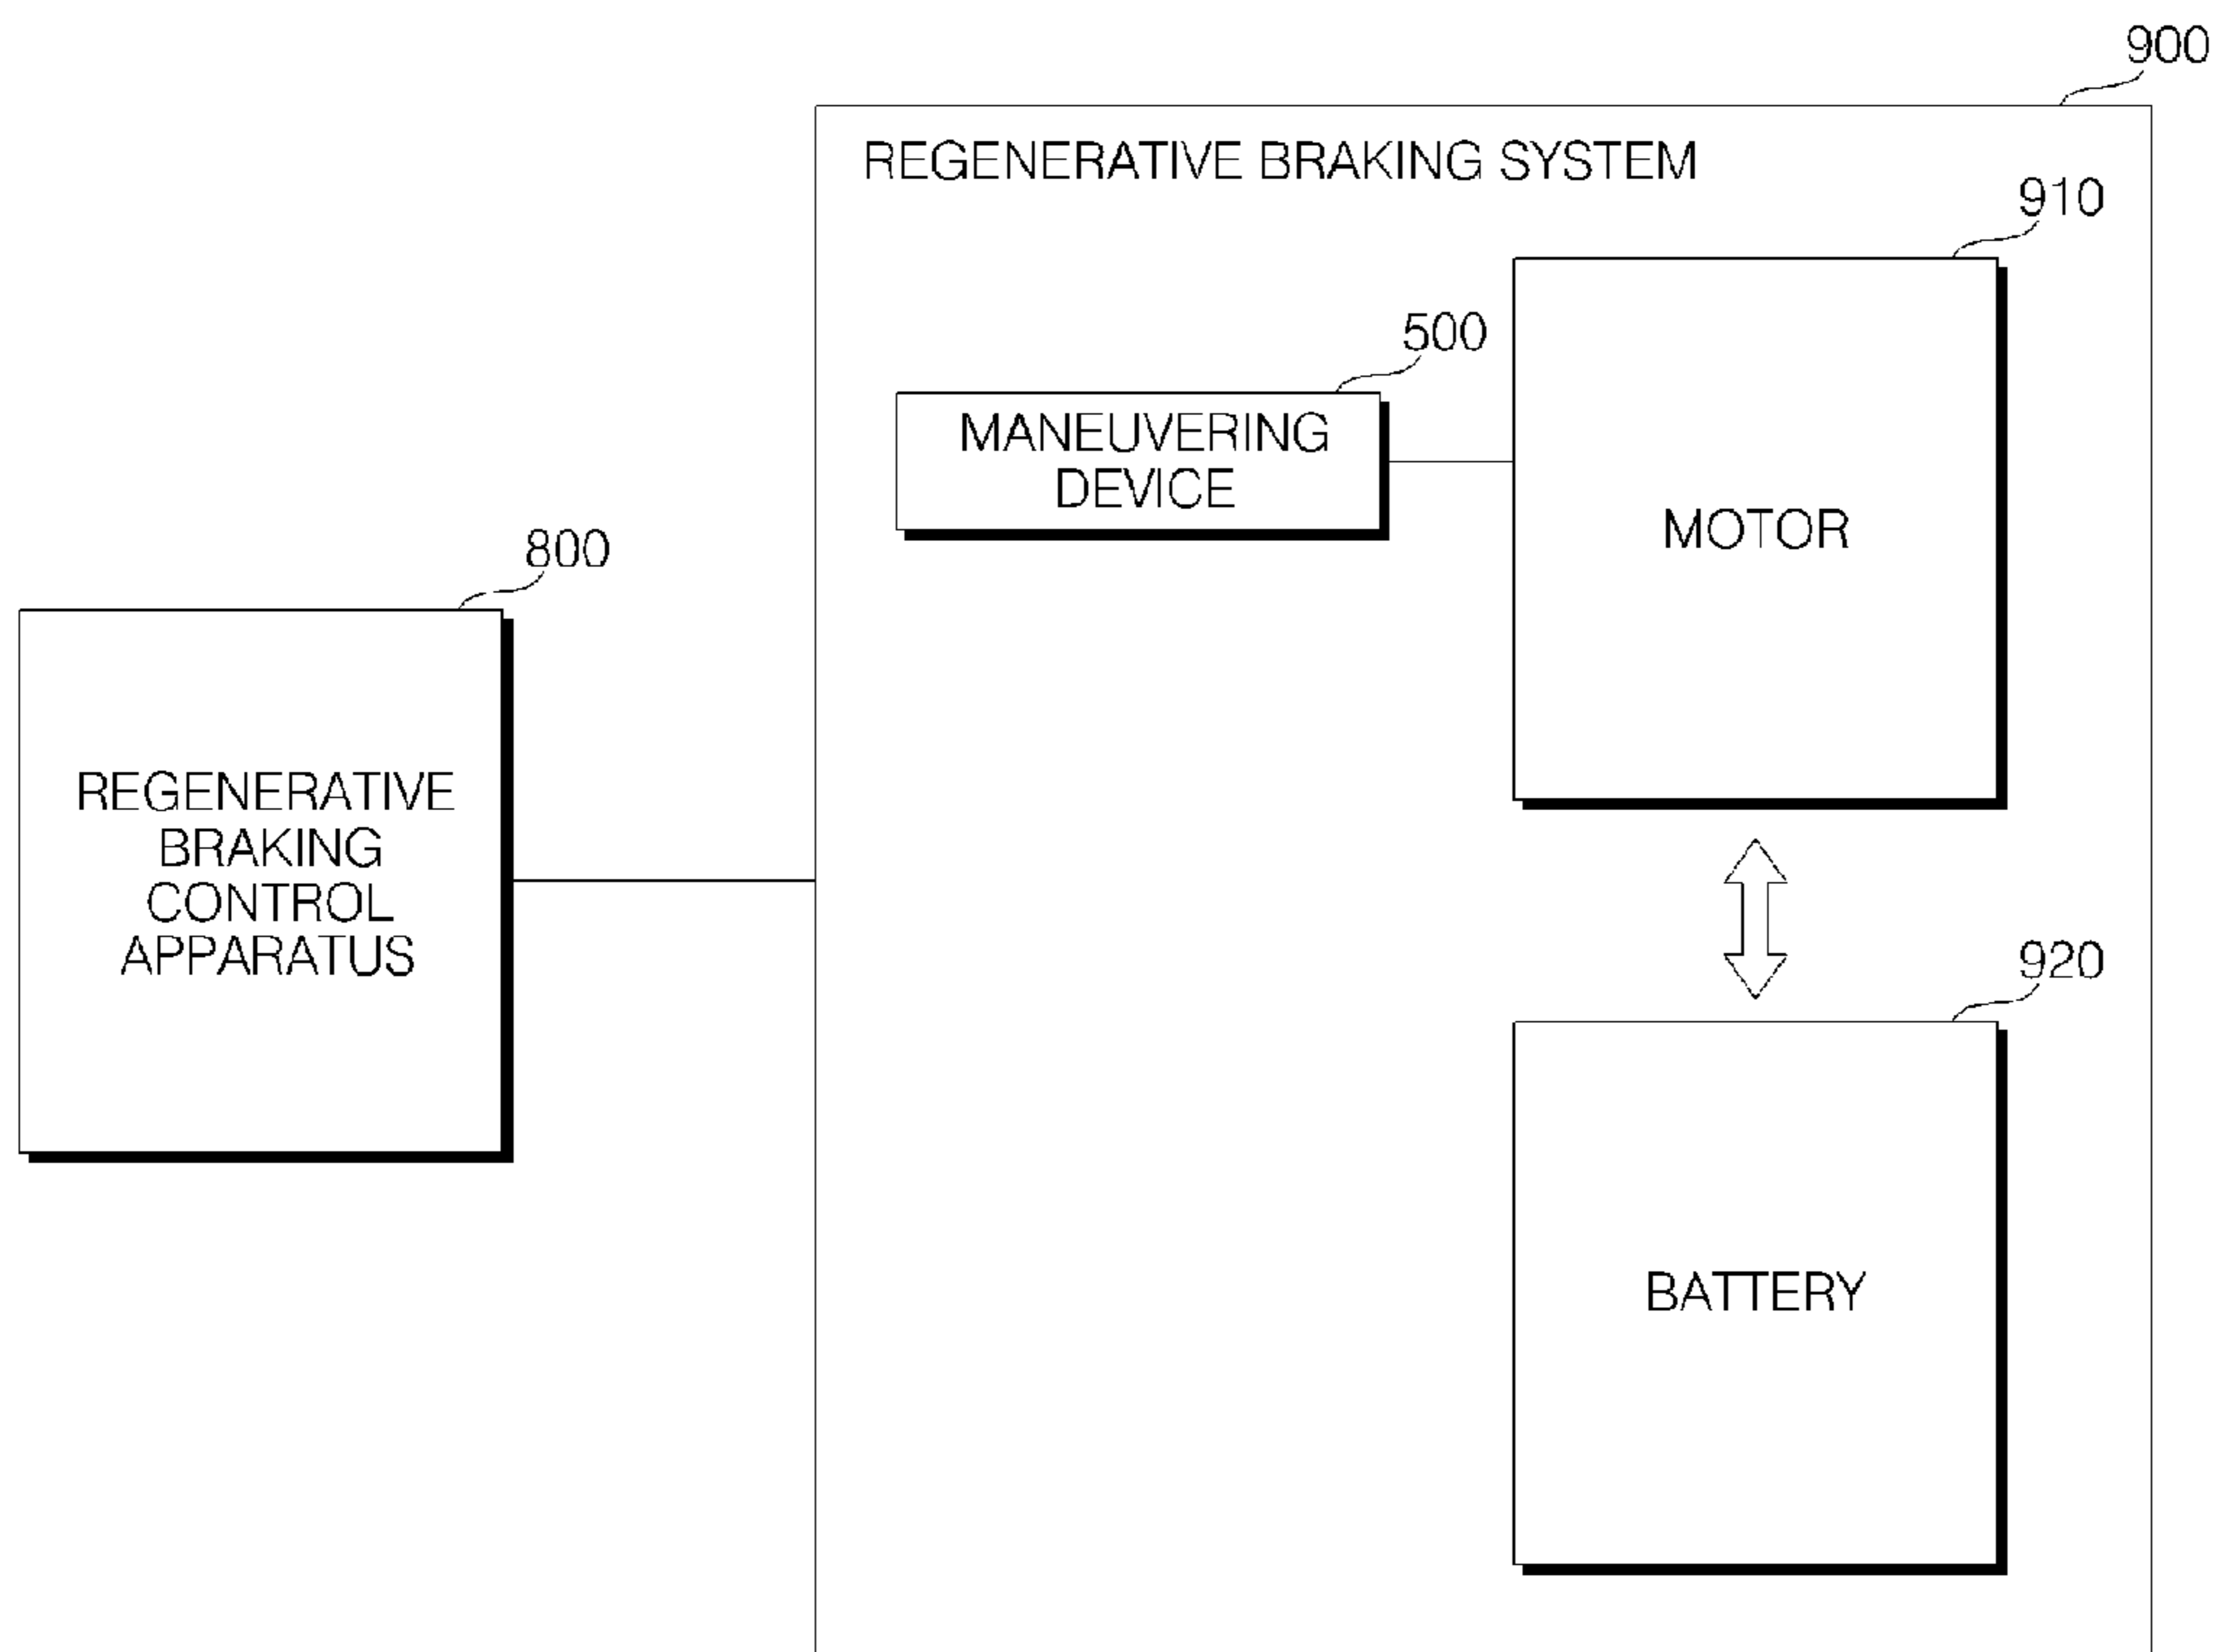 900
REGENERATIVE BRAKING SYSTEM
910
500
MANEUVERING
DEVICE
MOTOR
800
REGENERATIVE
BRAKING
CONTROL
APPARATUS
920
BATTERY